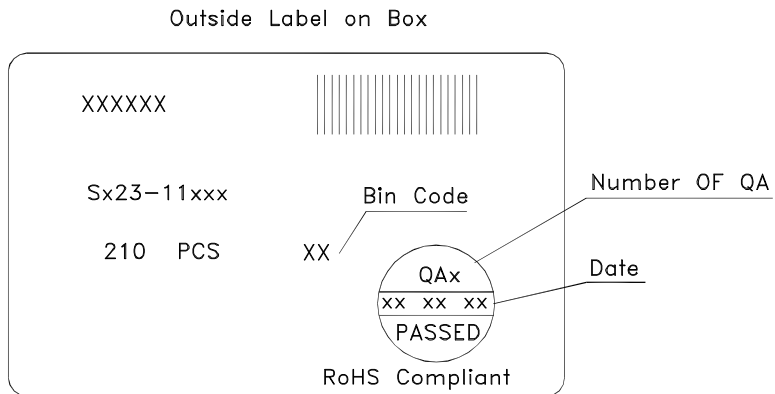 Outside Label on Box
XXXXXX
Sx23-11xxx
Bin Code
Number OF QA
210 PCS
XX
QAx
Date
xx xx xx
PASSED
RoHS Compliant